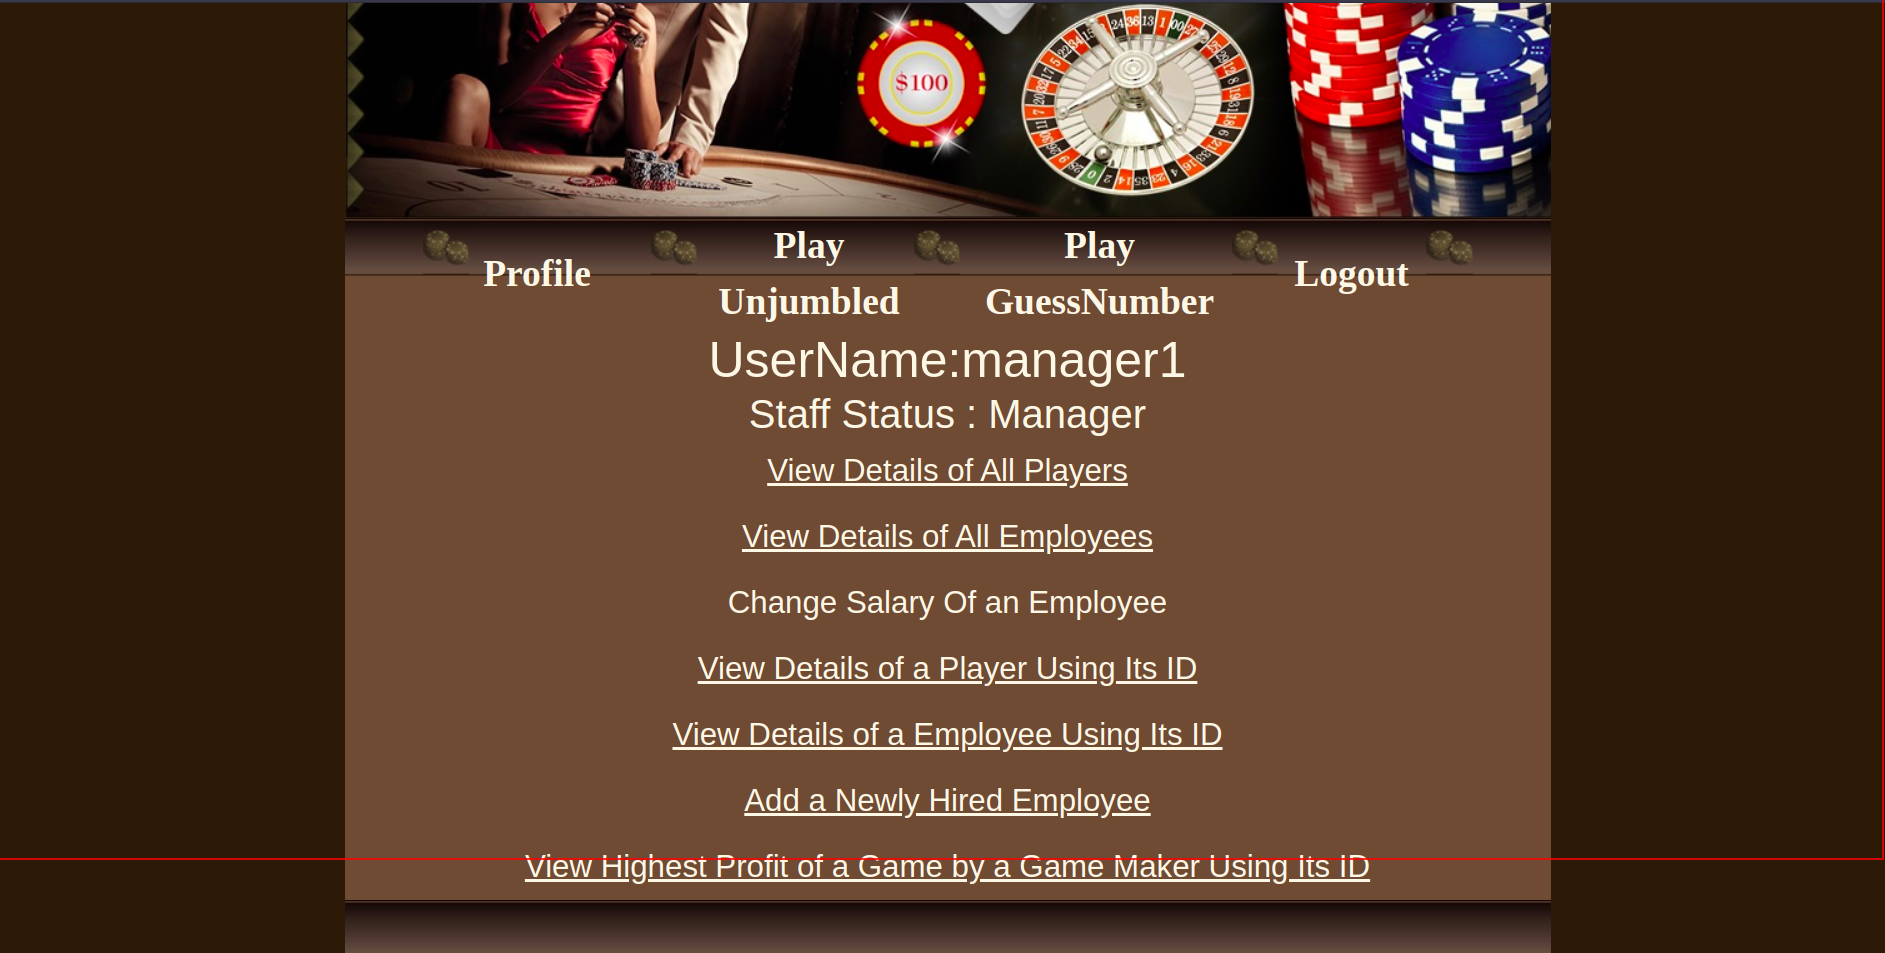 $100
Profile
Play
Unjumbled
Play
GuessNumber
Logout
UserName:manager1
Staff Status : Manager
View Details of All Players
View Details of All Employees
Change Salary Of an Employee
View Details of a Player Using Its ID
View Details of a Employee Using Its ID
Add a Newly Hired Employee
View Highest Profit of a Game by a Game Maker Using Its ID